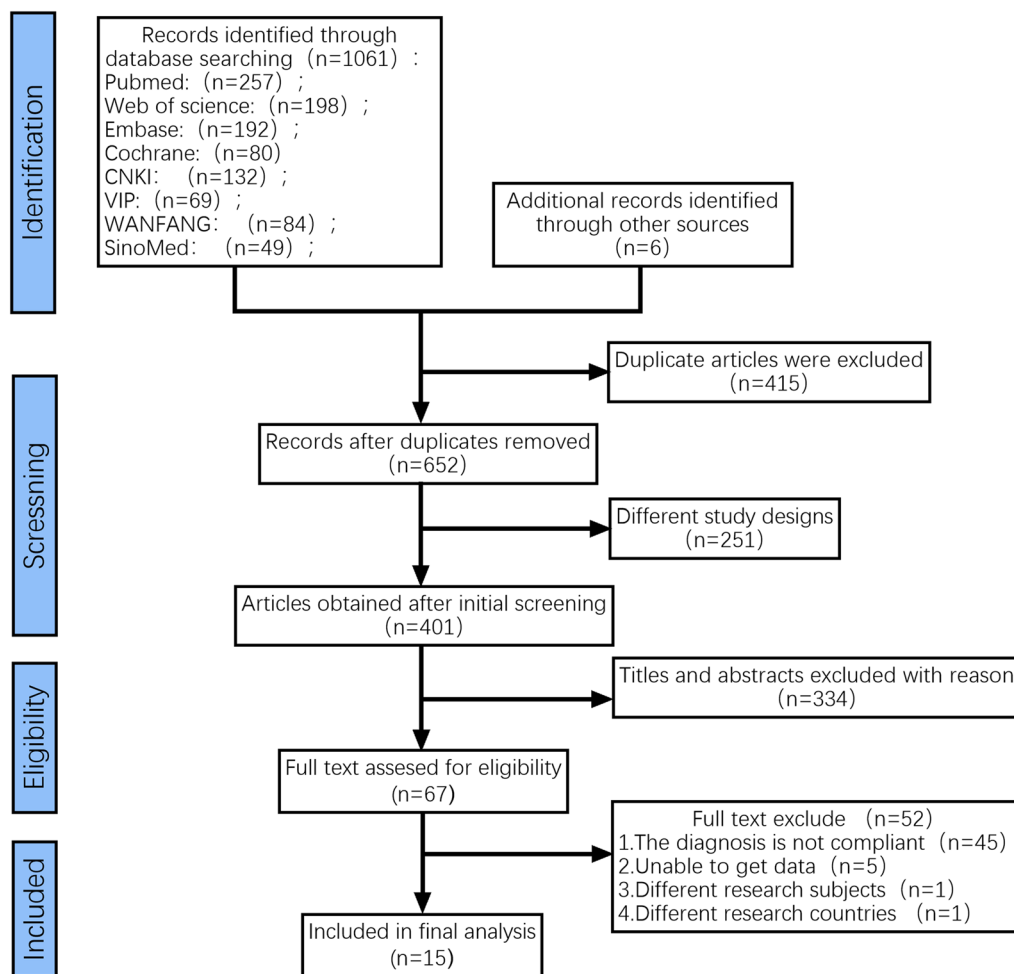 Identification
Records identified through
database searching（n=1061）:
Pubmed:（n=257）;
Web of science:（n=198）;
Embase:（n=192）;
Cochrane:（n=80）
CNKI:（n=132）;
VIP:（n=69）;
WANFANG:（n=84）;
SinoMed:（n=49）;
Additional records identified
through other sources
（n=6）
Duplicate articles were excluded
（n=415）
Scressning
Records after duplicates removed
（n=652）
Different study designs
（n=251）
Articles obtained after initial screening
（n=401）
Eligibility
Titles and abstracts excluded with reason
（n=334）
Full text assesed for eligibility
(n=67)
Full text exclude （n=52）
1.The diagnosis is not compliant（n=45）
2.Unable to get data（n=5）
3.Different research subjects（n=1）
4.Different research countries（n=1）
Included
Included in final analysis
（n=15）